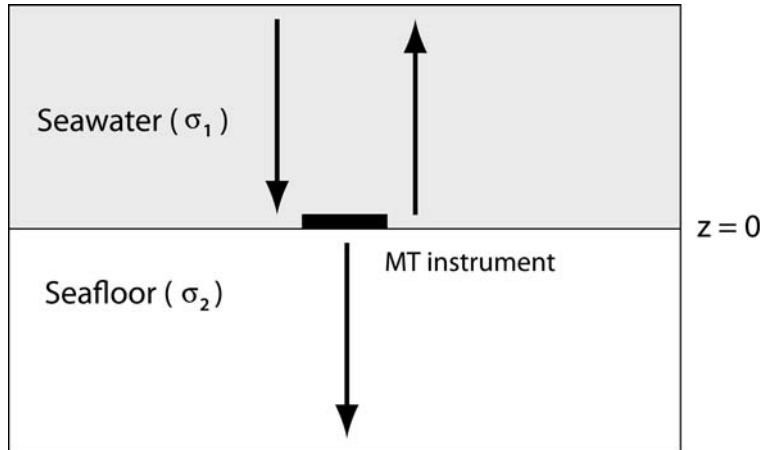 Seawater ( σ₁ )
z = 0
MT instrument
Seafloor ( σ₂ )